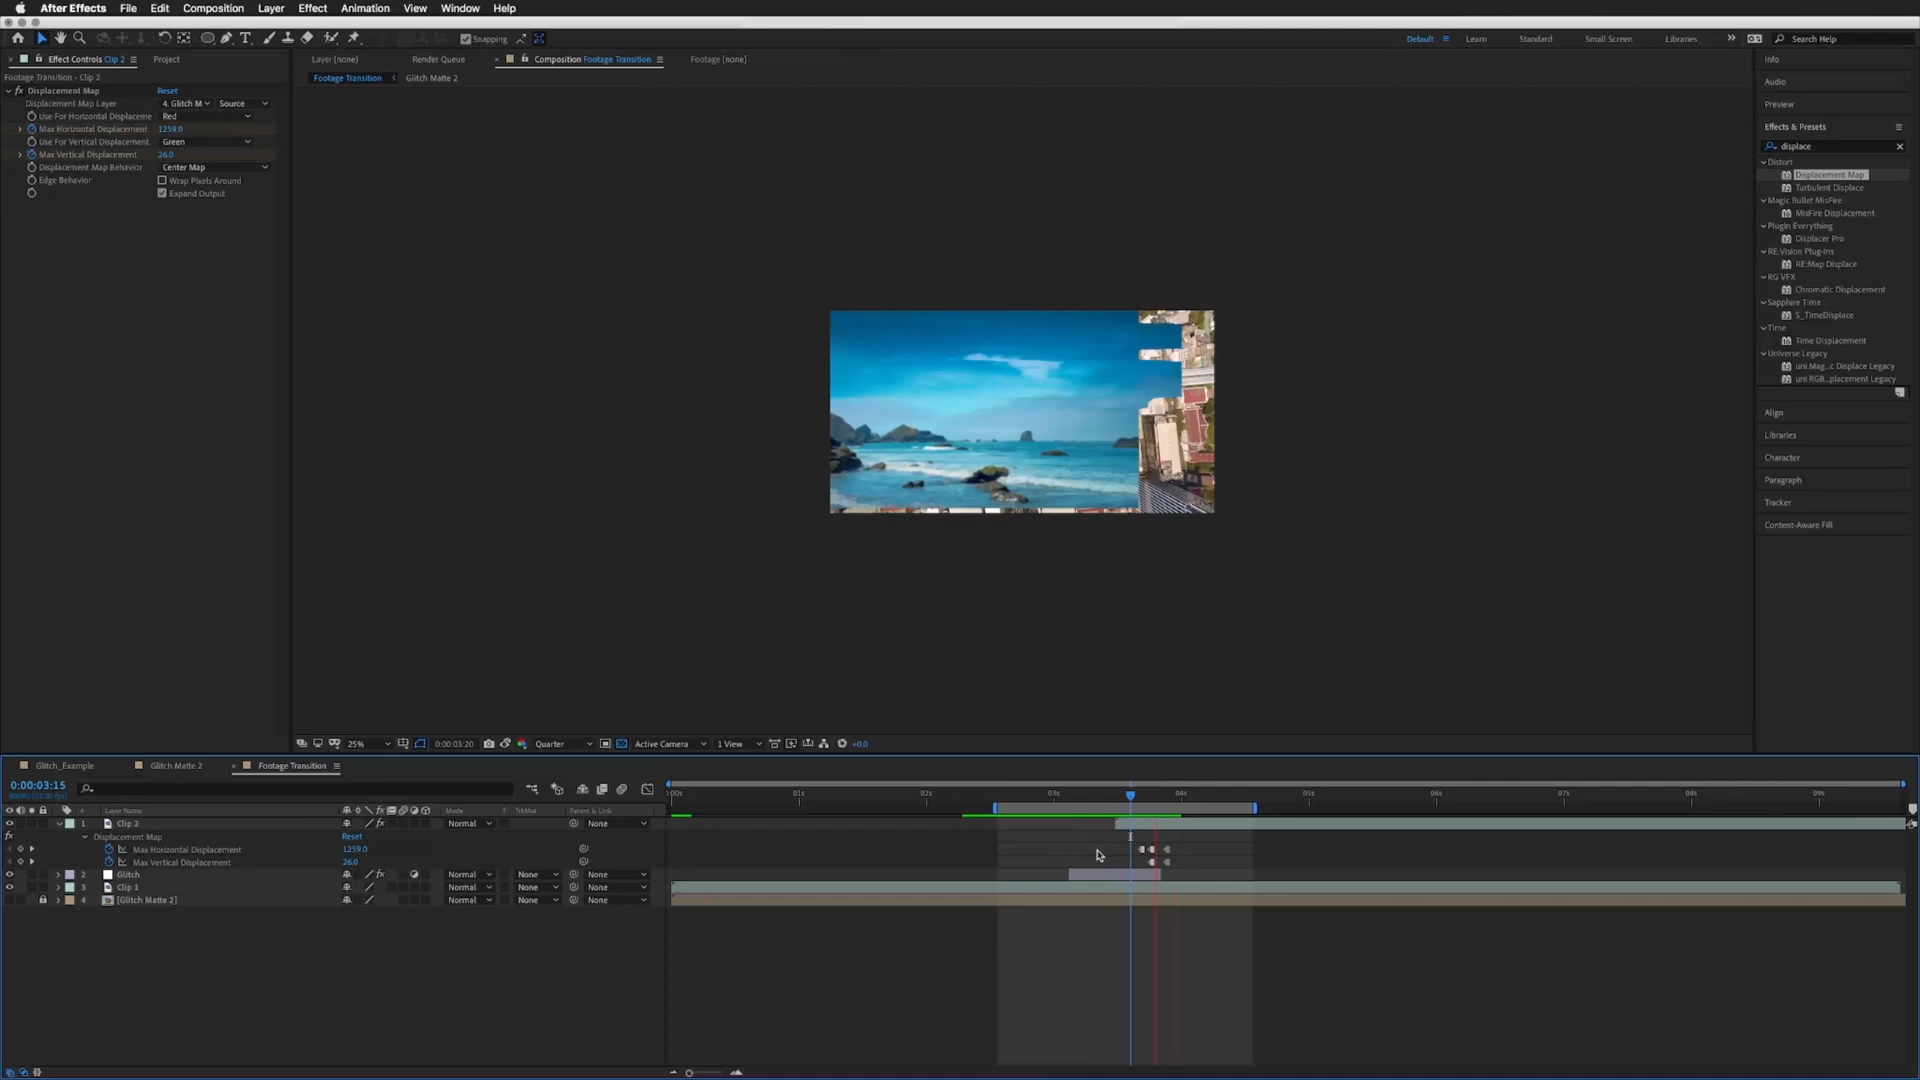 After Effects File Edit Composition Layer Effect Animation View Window Help
Snapping Default Learn Standard Small Screen Libraries Search Help
Effect Controls Clip 2 Project Layer (none) Render Queue Composition Footage Transition Footage (none) Info
Footage Transition • Clip 2 Footage Transition Glitch Matte 2
Audio
Preview
Effects & Presets
displace
Distort
Displacement Map
Turbulent Displace
Magic Bullet MisFire
MisFire Displacement
Plugin Everything
Displacer Pro
RE:Vision Plug-ins
RE:Map Displace
RG VFX
Chromatic Displacement
Sapphire Time
S_TimeDisplace
Time
Time Displacement
Universe Legacy
uni.Mag...c Displace Legacy
uni.RGB...placement Legacy
Align
Libraries
Character
Paragraph
Tracker
Content-Aware Fill
fx Displacement Map Reset
Displacement Map Layer 4. Glitch M Source
Use For Horizontal Displaceme Red
Max Horizontal Displacement 1259.0
Use For Vertical Displacement Green
Max Vertical Displacement 26.0
Displacement Map Behavior Center Map
Edge Behavior Wrap Pixels Around
Expand Output
25% 0:00:03:20 Quarter Active Camera 1 View +0.0
Glitch_Example Glitch Matte 2 Footage Transition
0:00:03:15
:00s 01s 02s 03s 04s 05s 06s 07s 08s 09s
# Layer Name Mode T TrkMat Parent & Link
1 Clip 2 Normal None
fx Displacement Map Reset
Max Horizontal Displacement 1259.0
Max Vertical Displacement 26.0
2 Glitch Normal None None
3 Clip 1 Normal None None
4 [Glitch Matte 2] Normal None None